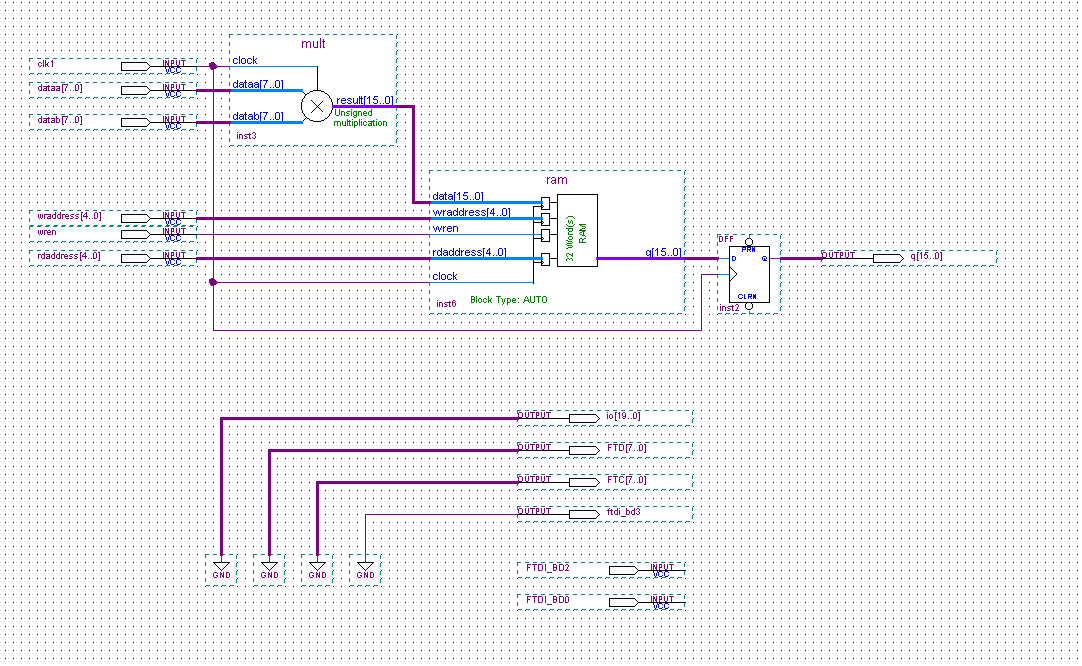 mult
clk1 INPUT VCC clock
dataa[7..0] INPUT VCC dataa[7..0]
result[15..0]
datab[7..0] INPUT VCC datab[7..0]
Unsigned
multiplication
inst3
ram
data[15..0]
wraddress[4..0] INPUT VCC wraddress[4..0]
wren INPUT VCC wren
32 Word(s)
RAM
rdaddress[4..0] INPUT VCC rdaddress[4..0]
q[15..0]
clock
inst6
Block Type: AUTO
DFF
PRN
D Q
CLRN
inst2
OUTPUT q[15..0]
OUTPUT io[19..0]
OUTPUT FTD[7..0]
OUTPUT FTC[7..0]
OUTPUT ftdi_bd3
GND GND GND GND
FTDI_BD2 INPUT VCC
FTDI_BD0 INPUT VCC